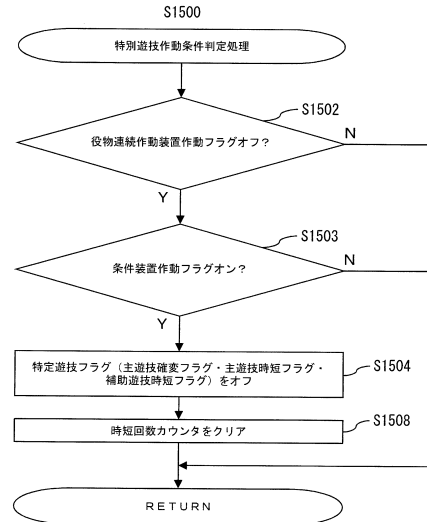 S1500
特別遊技作動条件判定処理
S1502
役物連続作動装置作動フラグオフ？
N
Y
S1503
条件装置作動フラグオン？
N
Y
特定遊技フラグ（主遊技確変フラグ・主遊技時短フラグ・
補助遊技時短フラグ）をオフ
S1504
時短回数カウンタをクリア
S1508
RETURN